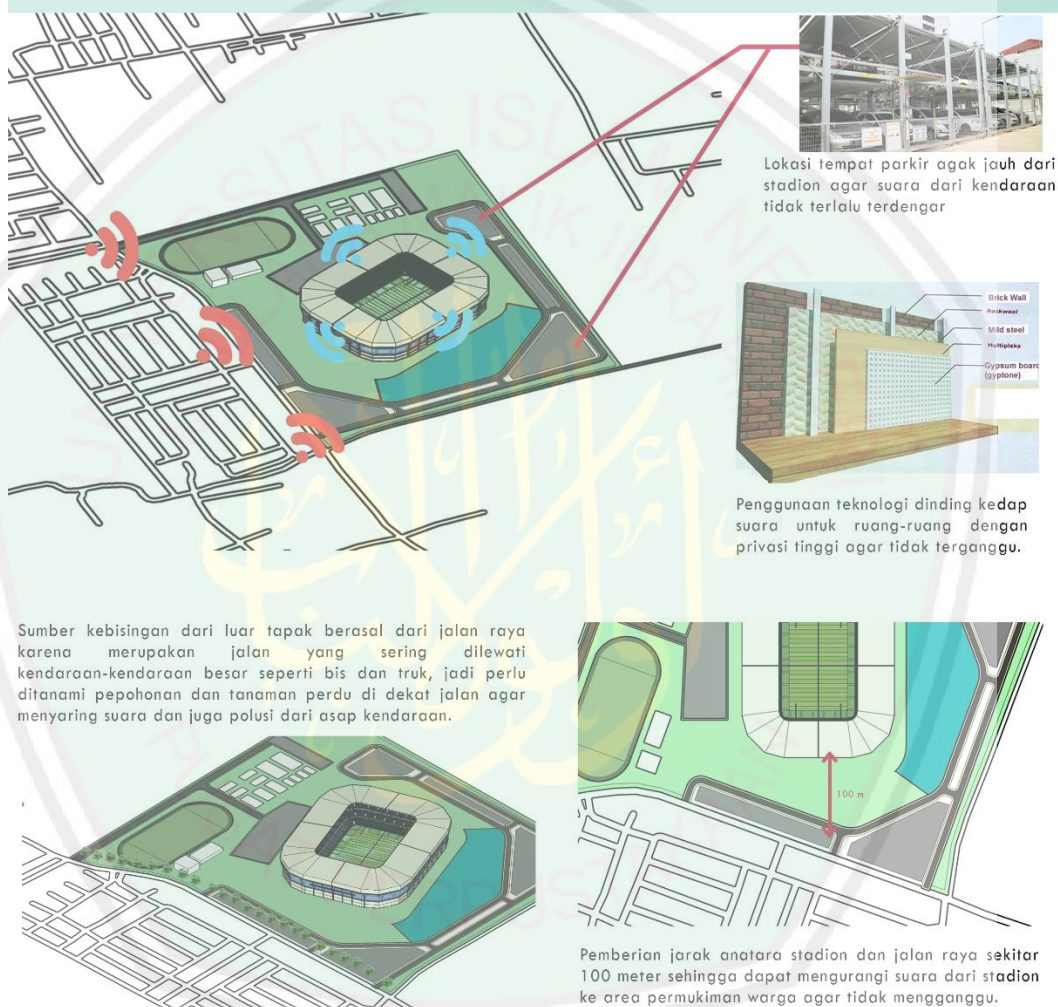 Lokasi tempat parkir agak jauh dari
stadion agar suara dari kendaraan
tidak terlalu terdengar
Brick Wall
Rockwool
Mild steel
Multipleks
Gypsum board
(gyptone)
Penggunaan teknologi dinding kedap
suara untuk ruang-ruang dengan
privasi tinggi agar tidak terganggu.
Sumber kebisingan dari luar tapak berasal dari jalan raya
karena merupakan jalan yang sering dilewati
kendaraan-kendaraan besar seperti bis dan truk, jadi perlu
ditanami pepohonan dan tanaman perdu di dekat jalan agar
menyaring suara dan juga polusi dari asap kendaraan.
100 m
Pemberian jarak anatara stadion dan jalan raya sekitar
100 meter sehingga dapat mengurangi suara dari stadion
ke area permukiman warga agar tidak mengganggu.